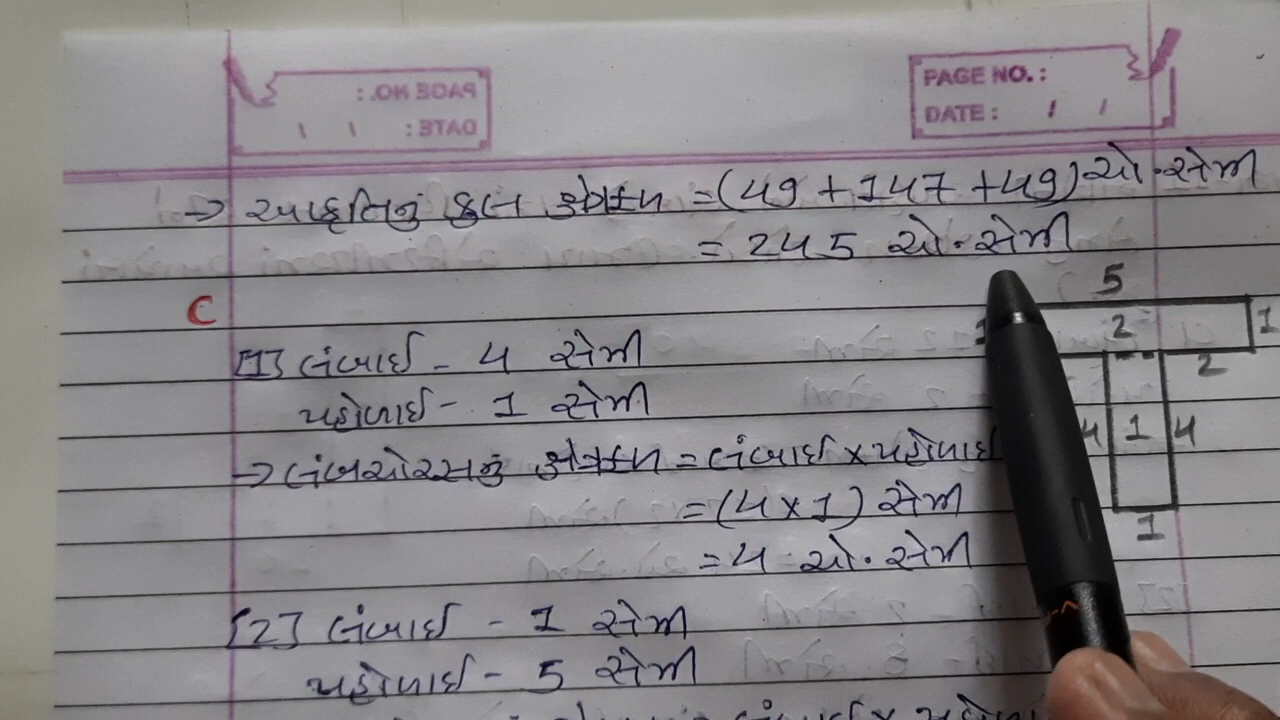 PAGE NO.:
DATE: / /
→ આકૃતિનું કુલ ક્ષેત્રફળ = (49 + 147 + 49) ચો.સેમી
= 245 ચો.સેમી
C
5
2
1
2
4 1 4
1
[1] લંબાઈ - 4 સેમી
પહોળાઈ - 1 સેમી
→ લંબચોરસનું ક્ષેત્રફળ = લંબાઈ × પહોળાઈ
= (4 × 1) સેમી
= 4 ચો.સેમી
[2] લંબાઈ - 1 સેમી
પહોળાઈ - 5 સેમી